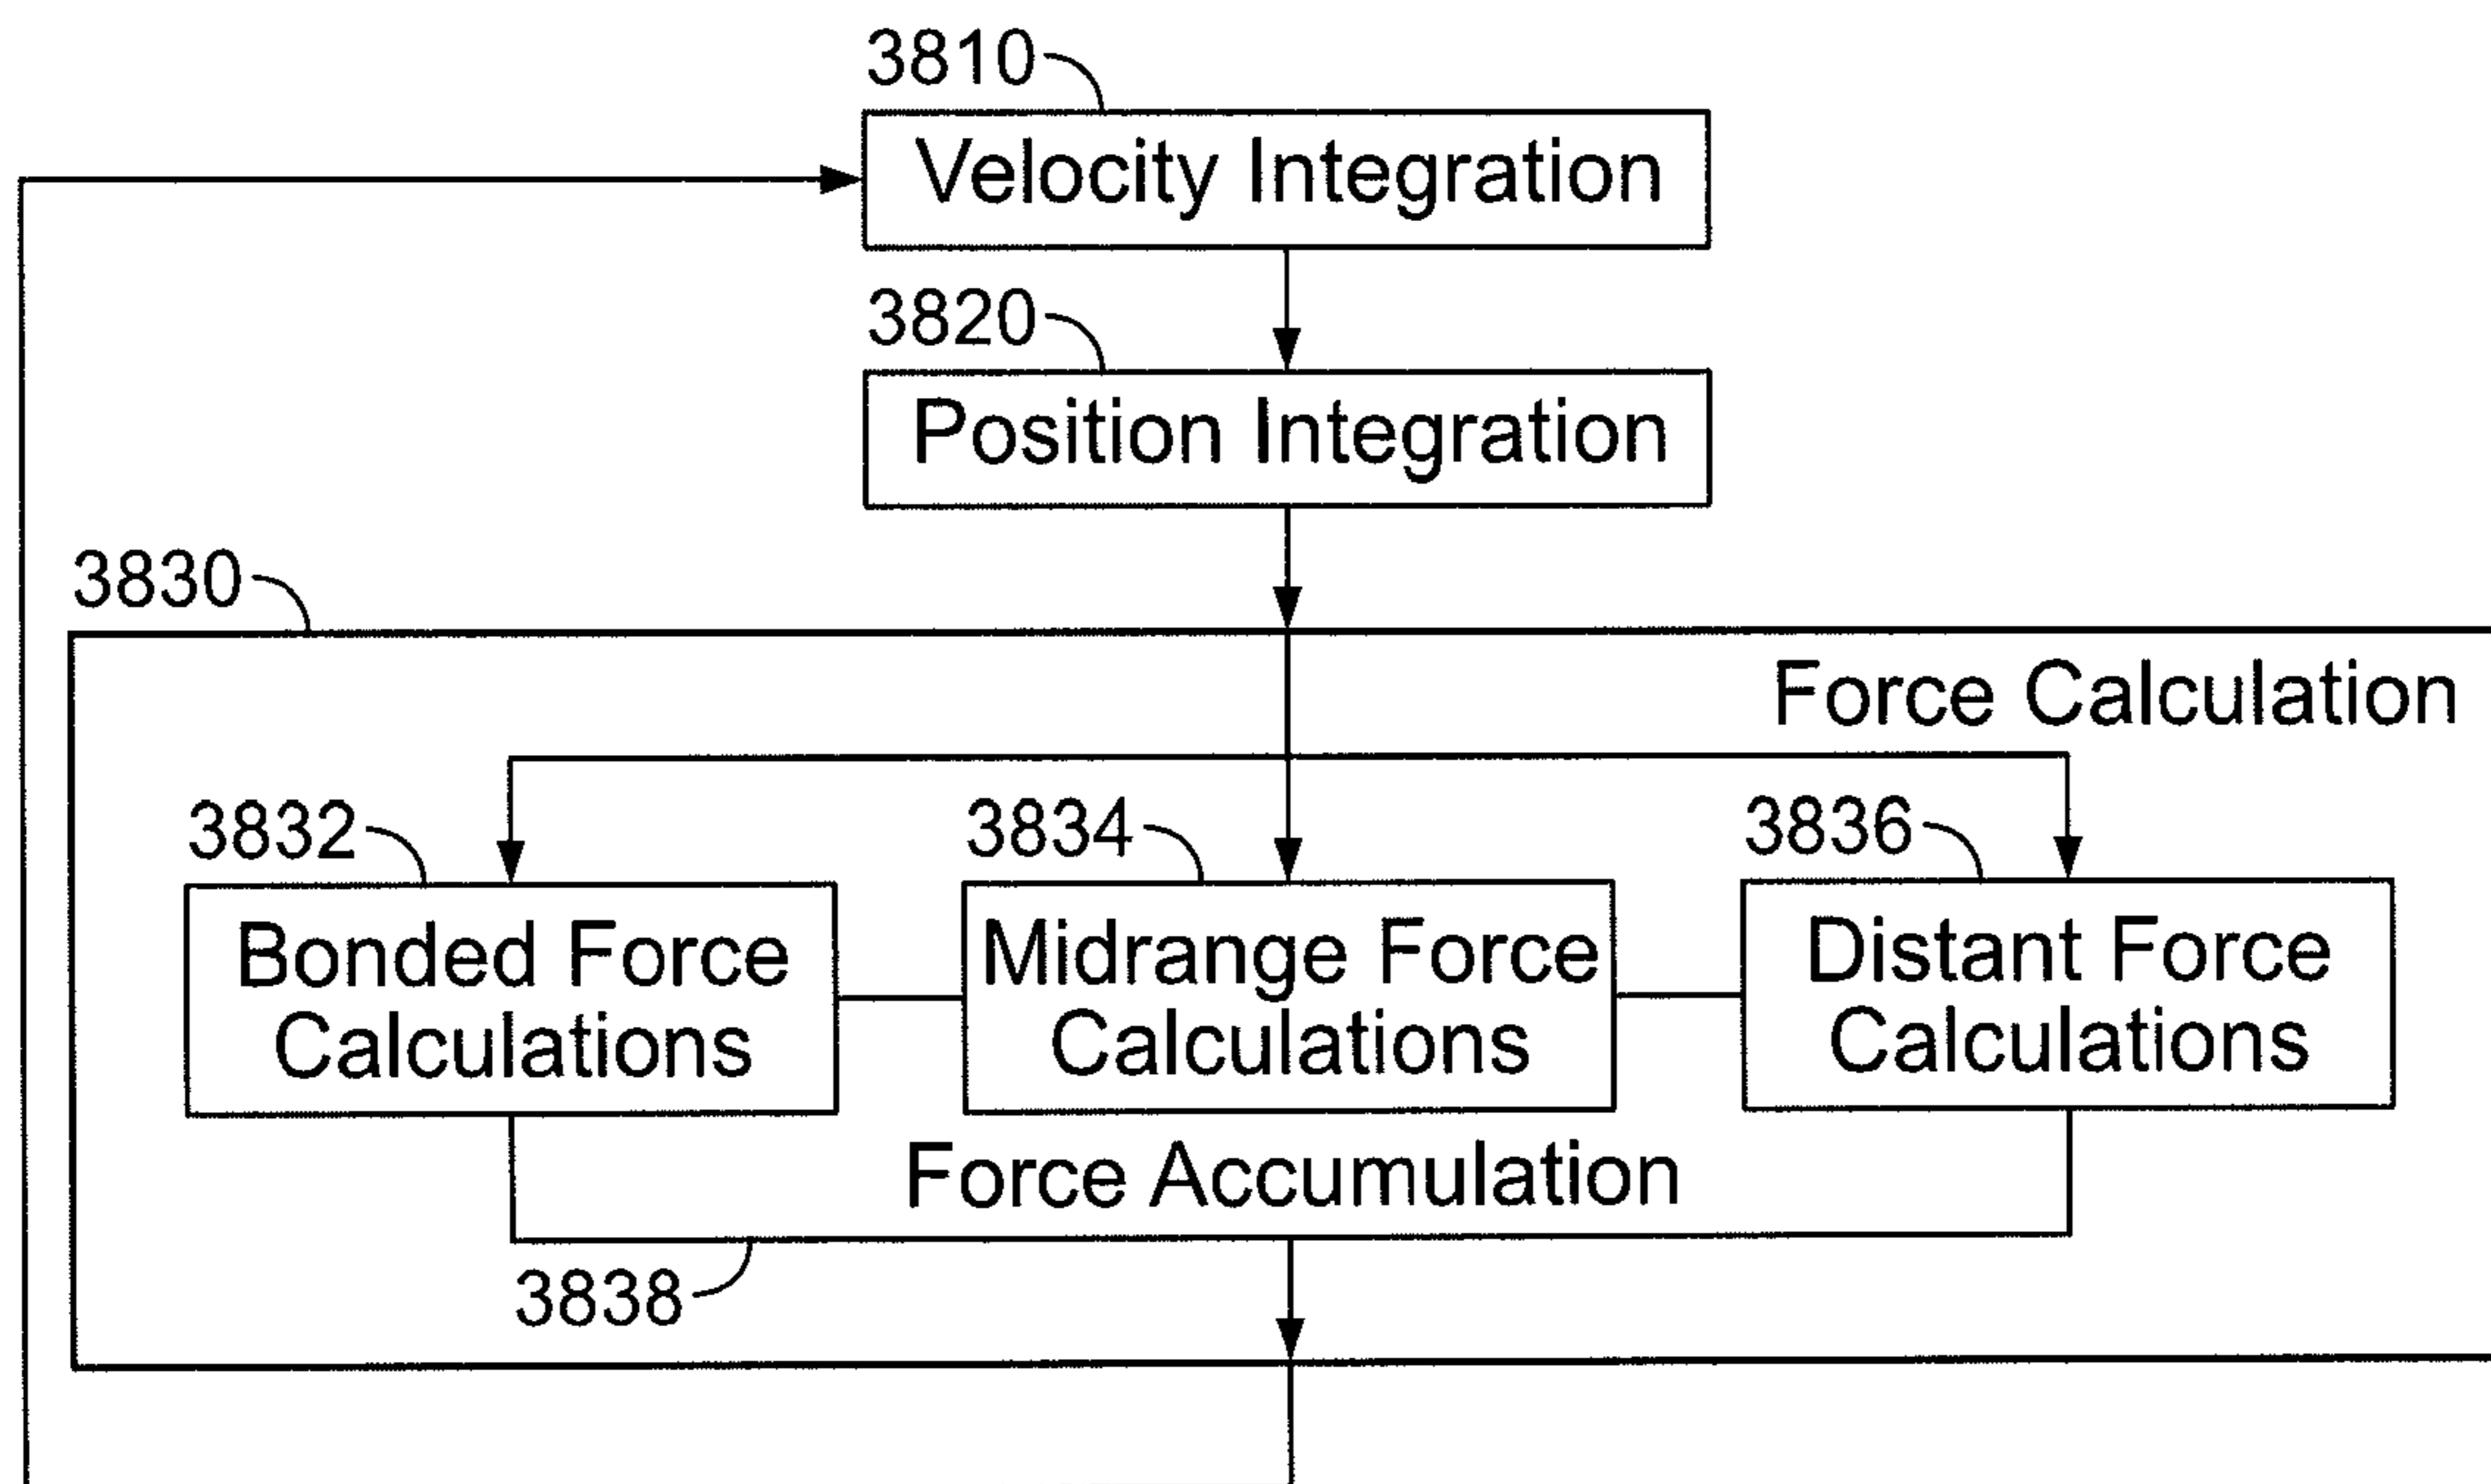 3810
Velocity Integration
3820
Position Integration
3830
Force Calculation
3832
3834
3836
Bonded Force
Calculations
Midrange Force
Calculations
Distant Force
Calculations
Force Accumulation
3838